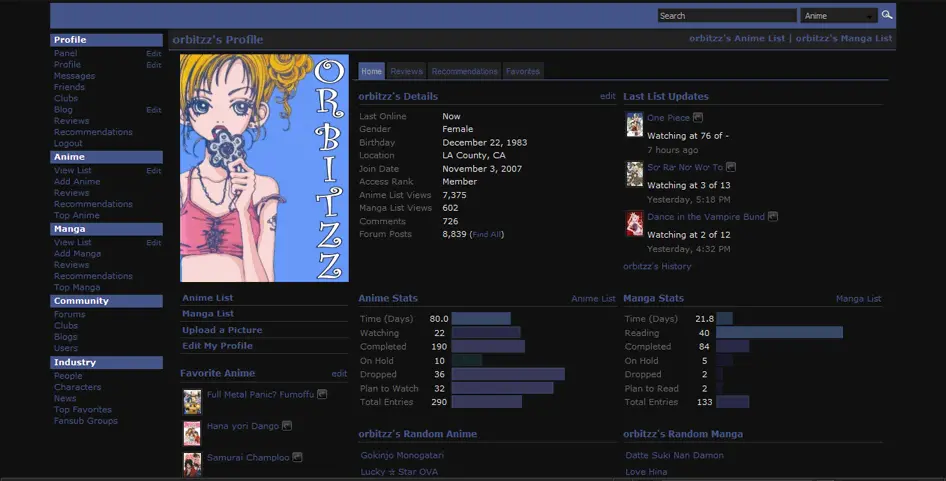 Search Anime
Profile
Panel Edit
Profile Edit
Messages
Friends
Clubs
Blog Edit
Reviews
Recommendations
Logout
Anime
View List Edit
Add Anime
Reviews
Recommendations
Top Anime
Manga
View List Edit
Add Manga
Reviews
Recommendations
Top Manga
Community
Forums
Clubs
Blogs
Users
Industry
People
Characters
News
Top Favorites
Fansub Groups
orbitzz's Profile
orbitzz's Anime List | orbitzz's Manga List
ORBITZZ
Anime List
Manga List
Upload a Picture
Edit My Profile
Favorite Anime edit
Full Metal Panic? Fumoffu
Hana yori Dango
Samurai Champloo
Home Reviews Recommendations Favorites
orbitzz's Details edit
Last Online Now
Gender Female
Birthday December 22, 1983
Location LA County, CA
Join Date November 3, 2007
Access Rank Member
Anime List Views 7,375
Manga List Views 602
Comments 726
Forum Posts 8,839 (Find All)
Last List Updates
One Piece
Watching at 76 of -
7 hours ago
Watching at 3 of 13
Yesterday, 5:18 PM
Dance in the Vampire Bund
Watching at 2 of 12
Yesterday, 4:32 PM
orbitzz's History
Anime Stats Anime List
Time (Days) 80.0
Watching 22
Completed 190
On Hold 10
Dropped 36
Plan to Watch 32
Total Entries 290
Manga Stats Manga List
Time (Days) 21.8
Reading 40
Completed 84
On Hold 5
Dropped 2
Plan to Read 2
Total Entries 133
orbitzz's Random Anime
Gokinjo Monogatari
Lucky ☆ Star OVA
orbitzz's Random Manga
Datte Suki Nan Damon
Love Hina